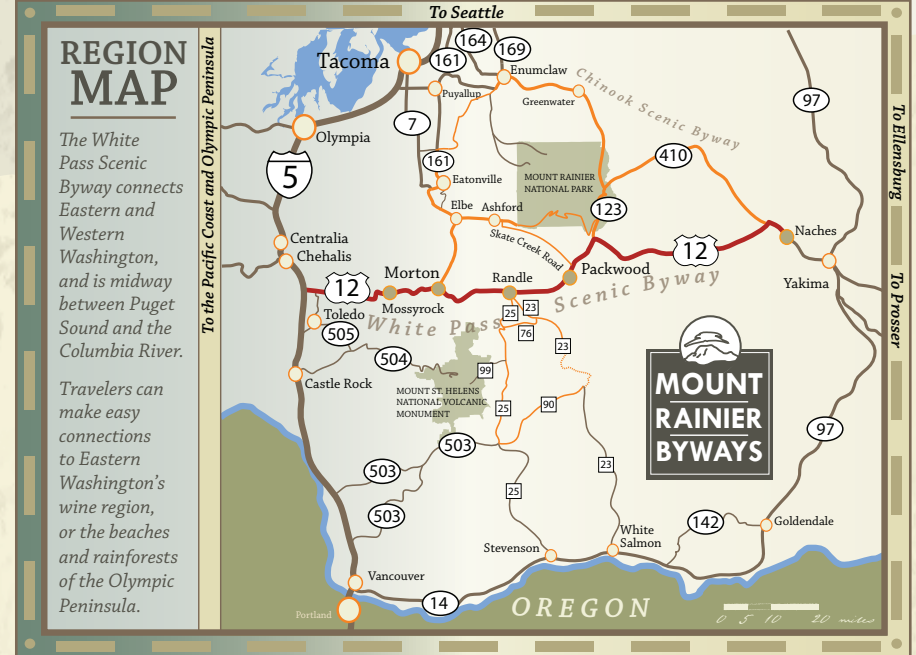 To Seattle
REGION
MAP
The White
Pass Scenic
Byway connects
Eastern and
Western
Washington,
and is midway
between Puget
Sound and the
Columbia River.
Travelers can
make easy
connections
to Eastern
Washington's
wine region,
or the beaches
and rainforests
of the Olympic
Peninsula.
To the Pacific Coast and Olympic Peninsula
To Ellensburg
To Prosser
164
169
161
Tacoma
Enumclaw
Puyallup
Greenwater
Chinook Scenic Byway
97
7
Olympia
5
161
410
Eatonville
MOUNT RAINIER
NATIONAL PARK
Elbe
Ashford
123
Skate Creek Road
Centralia
Chehalis
Naches
12
Yakima
Morton
Randle
Packwood
12
Mossyrock
Toledo
505
White Pass Scenic Byway
25
23
76
23
504
99
Castle Rock
MOUNT ST. HELENS
NATIONAL VOLCANIC
MONUMENT
25
90
MOUNT
RAINIER
BYWAYS
97
503
503
23
25
503
142
Goldendale
White
Salmon
Stevenson
Vancouver
14
Portland
OREGON
0 5 10 20 miles